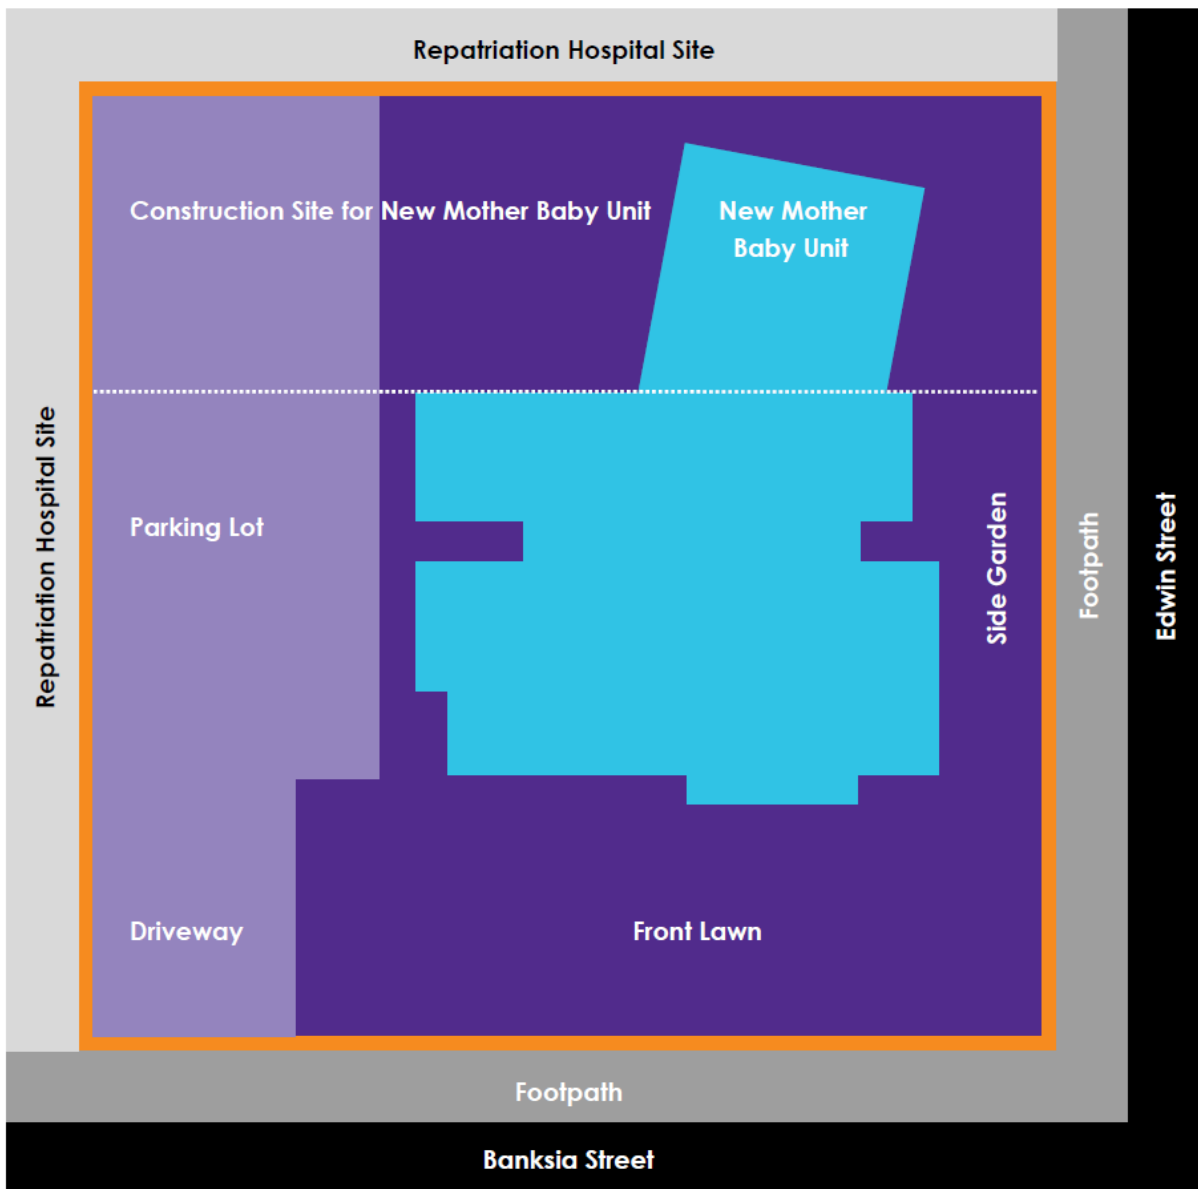 Repatriation Hospital Site
Construction Site for New Mother Baby Unit
New Mother
Baby Unit
Repatriation Hospital Site
Parking Lot
Side Garden
Footpath
Edwin Street
Driveway
Front Lawn
Footpath
Banksia Street